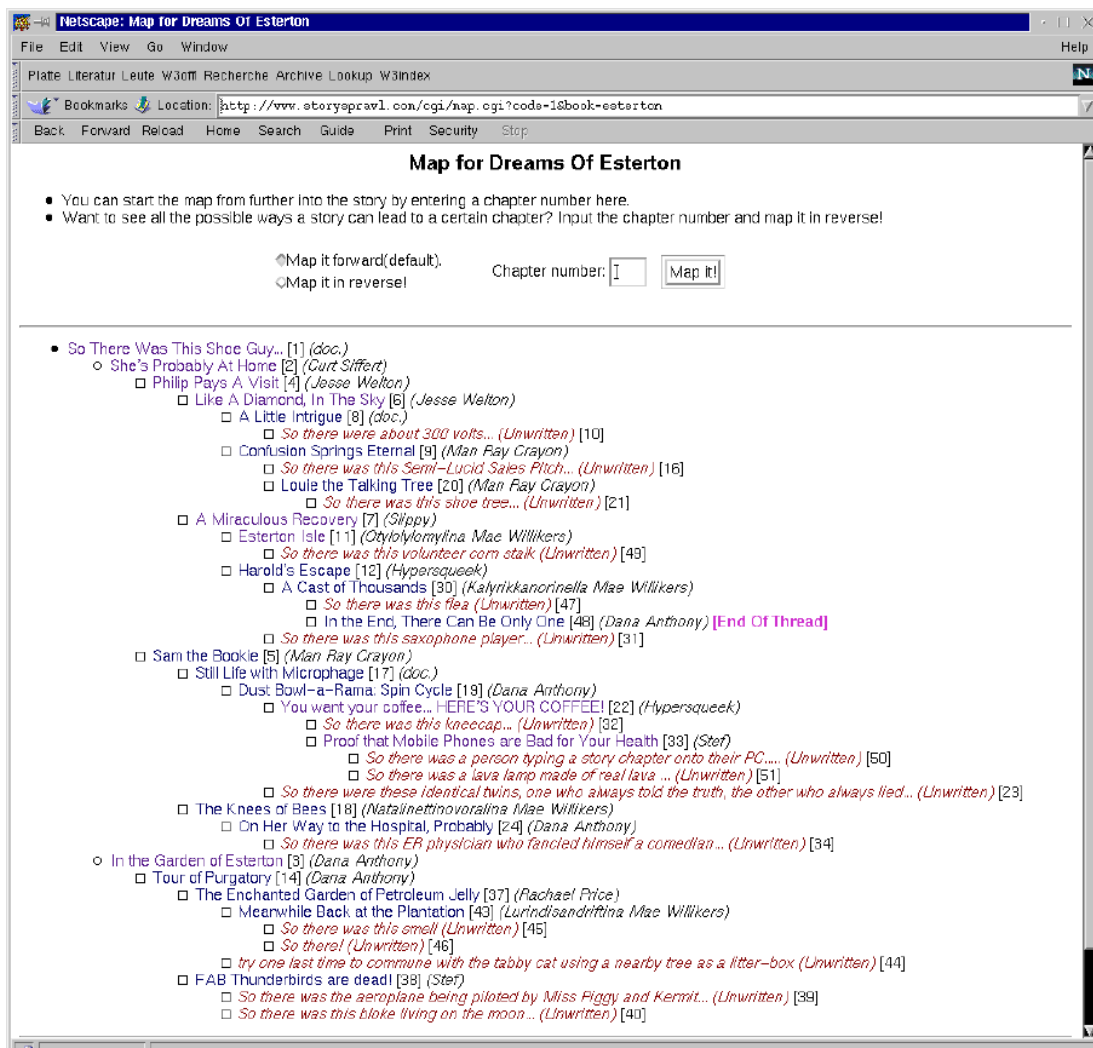 Netscape: Map for Dreams Of Esterton
File Edit View Go Window Help
Platte Literatur Leute W3offl Recherche Archive Lookup W3index
N
Bookmarks Location: http://www.storysprawl.com/cgi/map.cgi?code=1&book=esterton
Back Forward Reload Home Search Guide Print Security Stop
Map for Dreams Of Esterton
You can start the map from further into the story by entering a chapter number here.
Want to see all the possible ways a story can lead to a certain chapter? Input the chapter number and map it in reverse!
Map it forward(default).
Map it in reverse!
Chapter number:
Map it!
So There Was This Shoe Guy... [1] (doc.)
She's Probably At Home [2] (Curt Siffert)
Philip Pays A Visit [4] (Jesse Welton)
Like A Diamond, In The Sky [6] (Jesse Welton)
A Little Intrigue [8] (doc.)
So there were about 300 volts... (Unwritten) [10]
Confusion Springs Eternal [9] (Man Ray Crayon)
So there was this Semi-Lucid Sales Pitch... (Unwritten) [16]
Louie the Talking Tree [20] (Man Ray Crayon)
So there was this shoe tree... (Unwritten) [21]
A Miraculous Recovery [7] (Slippy)
Esterton Isle [11] (Otylolylomylina Mae Willikers)
So there was this volunteer corn stalk (Unwritten) [49]
Harold's Escape [12] (Hypersqueek)
A Cast of Thousands [30] (Kalyrikkanorinella Mae Willikers)
So there was this flea (Unwritten) [47]
In the End, There Can Be Only One [48] (Dana Anthony) [End Of Thread]
So there was this saxophone player... (Unwritten) [31]
Sam the Bookie [5] (Man Ray Crayon)
Still Life with Microphage [17] (doc.)
Dust Bowl-a-Rama: Spin Cycle [19] (Dana Anthony)
You want your coffee... HERE'S YOUR COFFEE! [22] (Hypersqueek)
So there was this kneecap... (Unwritten) [32]
Proof that Mobile Phones are Bad for Your Health [33] (Stef)
So there was a person typing a story chapter onto their PC..... (Unwritten) [50]
So there was a lava lamp made of real lava ... (Unwritten) [51]
So there were these identical twins, one who always told the truth, the other who always lied... (Unwritten) [23]
The Knees of Bees [18] (Natalinettinovoralina Mae Willikers)
On Her Way to the Hospital, Probably [24] (Dana Anthony)
So there was this ER physician who fancied himself a comedian... (Unwritten) [34]
In the Garden of Esterton [3] (Dana Anthony)
Tour of Purgatory [14] (Dana Anthony)
The Enchanted Garden of Petroleum Jelly [37] (Rachael Price)
Meanwhile Back at the Plantation [43] (Lurindisandriftina Mae Willikers)
So there was this smell (Unwritten) [45]
So there! (Unwritten) [46]
try one last time to commune with the tabby cat using a nearby tree as a litter-box (Unwritten) [44]
FAB Thunderbirds are dead! [38] (Stef)
So there was the aeroplane being piloted by Miss Piggy and Kermit... (Unwritten) [39]
So there was this bloke living on the moon... (Unwritten) [40]